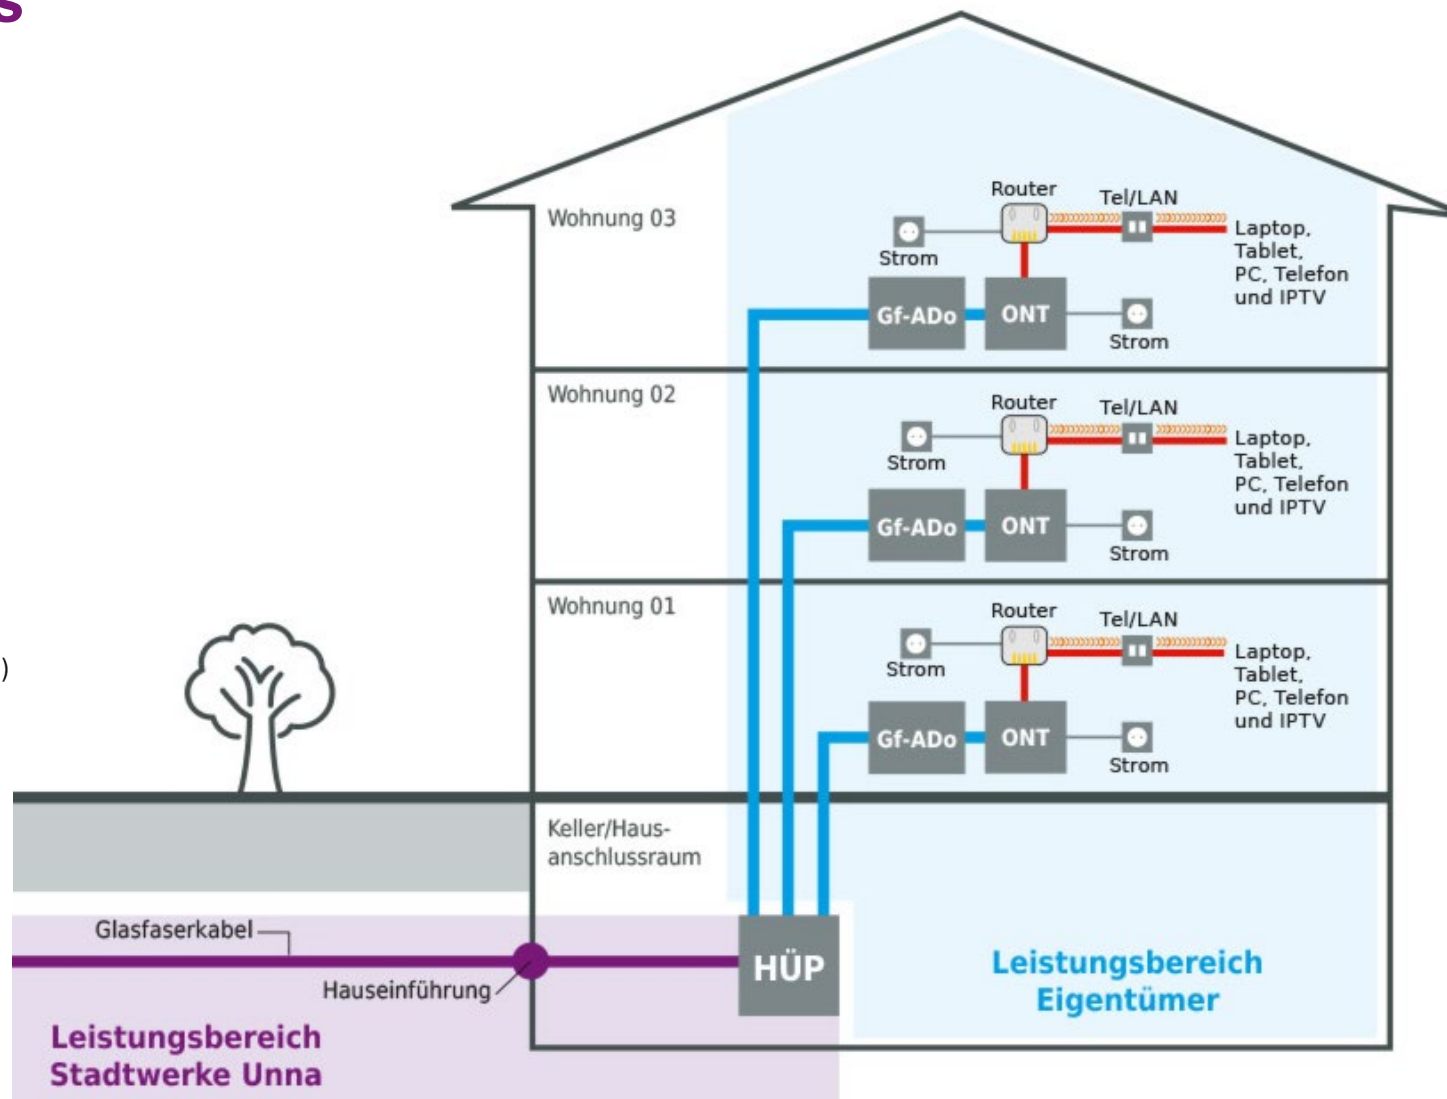 s
Wohnung 03
Router
Tel/LAN
Strom
Laptop,
Tablet,
PC, Telefon
und IPTV
Gf-ADo
ONT
Strom
Wohnung 02
Router
Tel/LAN
Strom
Laptop,
Tablet,
PC, Telefon
und IPTV
Gf-ADo
ONT
Strom
Wohnung 01
Router
Tel/LAN
Strom
Laptop,
Tablet,
PC, Telefon
und IPTV
Gf-ADo
ONT
Strom
)
Keller/Haus-
anschlussraum
Glasfaserkabel
Hauseinführung
HÜP
Leistungsbereich
Eigentümer
Leistungsbereich
Stadtwerke Unna